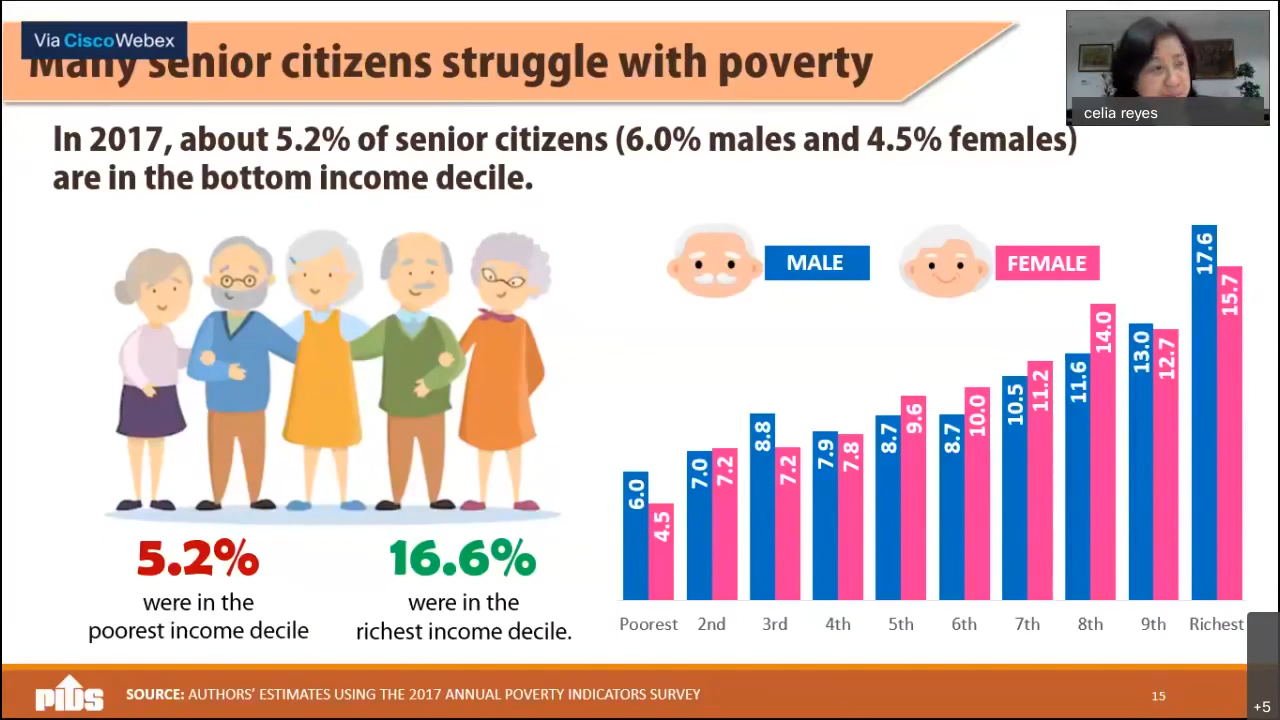 Via CiscoWebex
Many senior citizens struggle with poverty
celia reyes
In 2017, about 5.2% of senior citizens (6.0% males and 4.5% females)
are in the bottom income decile.
MALE
FEMALE
6.0
4.5
7.0
7.2
8.8
7.2
7.9
7.8
8.7
9.6
8.7
10.0
10.5
11.2
11.6
14.0
13.0
12.7
17.6
15.7
Poorest 2nd 3rd 4th 5th 6th 7th 8th 9th Richest
5.2%
were in the
poorest income decile
16.6%
were in the
richest income decile.
PIDS
SOURCE: AUTHORS' ESTIMATES USING THE 2017 ANNUAL POVERTY INDICATORS SURVEY
15
+5